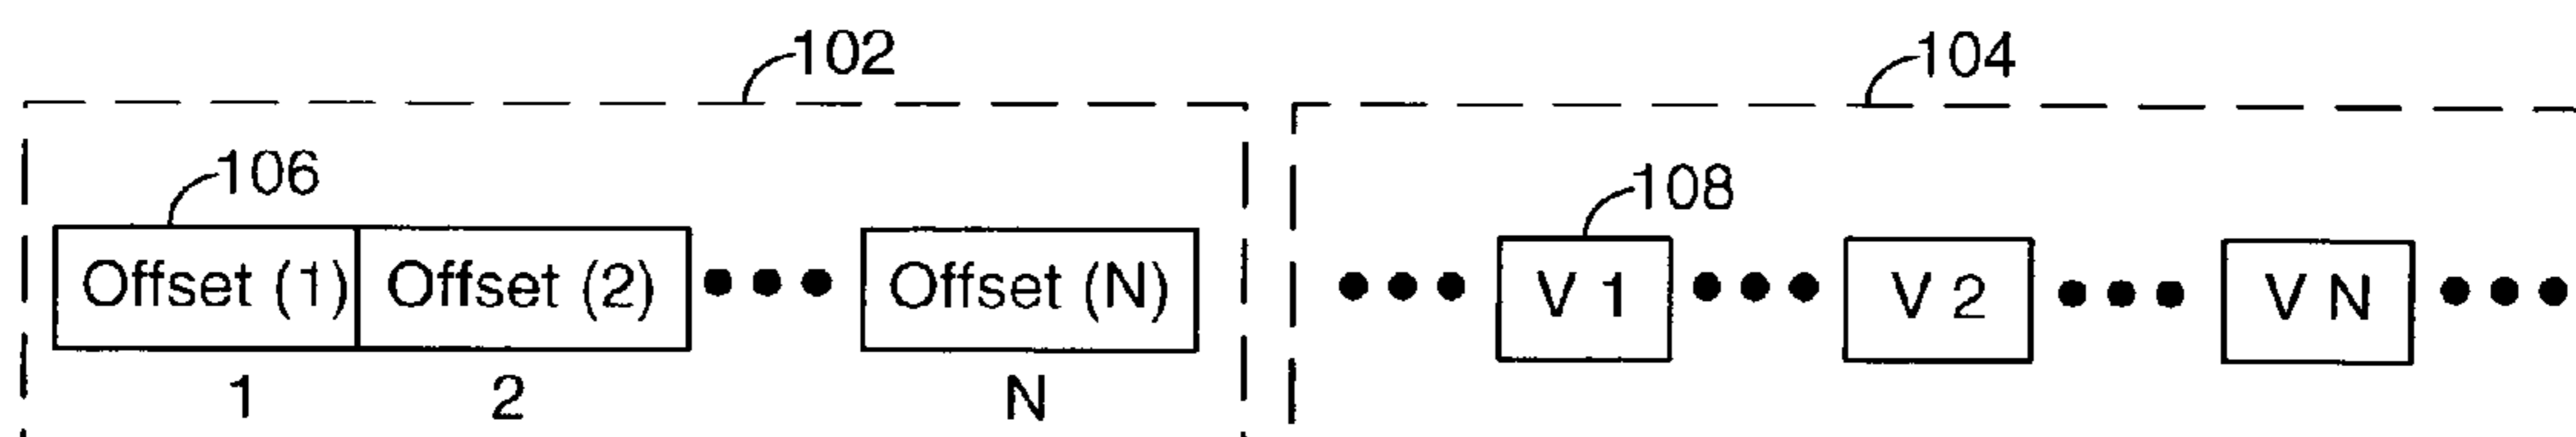 102 104
106 108
Offset (1) Offset (2) ••• Offset (N) ••• V 1 ••• V 2 ••• V N •••
1 2 N